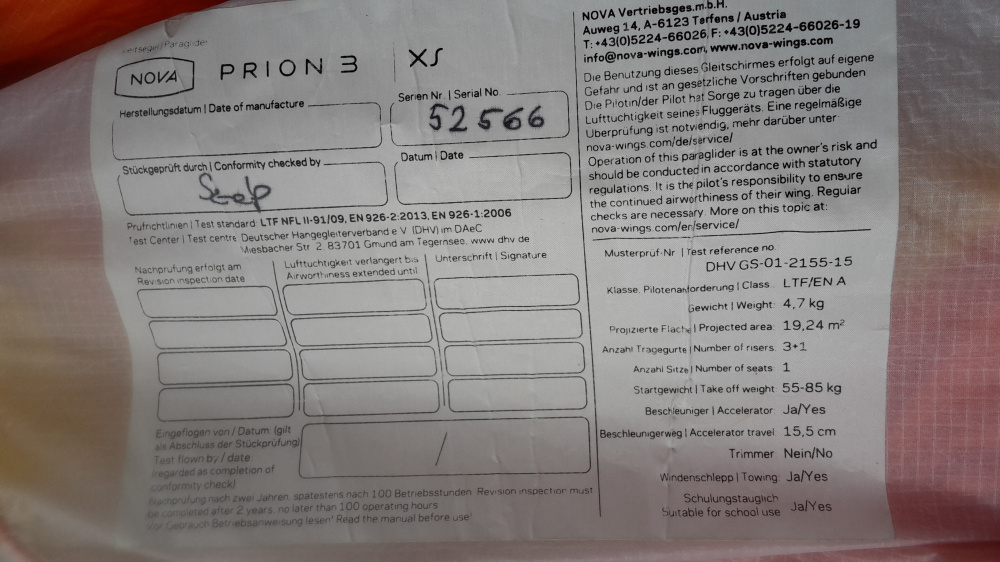 Gleitsegel/Paraglider
NOVA
PRION 3 | XS
Herstellungsdatum | Date of manufacture
Serien Nr. | Serial No.
52566
Stückgeprüft durch | Conformity checked by
Datum | Date
Prüfrichtlinien | Test standard: LTF NFL II-91/09, EN 926-2:2013, EN 926-1:2006
Test Center | Test centre: Deutscher Hängegleiterverband e.V. (DHV) im DAeC
Miesbacher Str. 2, 83701 Gmund am Tegernsee, www.dhv.de
Nachprüfung erfolgt am
Revision inspection date
Lufttüchtigkeit verlängert bis
Airworthiness extended until
Unterschrift | Signature
Eingeflogen von / Datum (gilt
als Abschluss der Stückprüfung)
Test flown by / date
(regarded as completion of
conformity check)
/
Nachprüfung nach zwei Jahren, spätestens nach 100 Betriebsstunden. Revision inspection must
be completed after 2 years, no later than 100 operating hours
Vor Gebrauch Betriebsanweisung lesen! Read the manual before use!
NOVA Vertriebsges.m.b.H.
Auweg 14, A-6123 Terfens / Austria
T: +43(0)5224-66026, F: +43(0)5224-66026-19
info@nova-wings.com, www.nova-wings.com
Die Benutzung dieses Gleitschirmes erfolgt auf eigene
Gefahr und ist an gesetzliche Vorschriften gebunden
Die Pilotin/der Pilot hat Sorge zu tragen über die
Lufttüchtigkeit seines Fluggeräts. Eine regelmäßige
Überprüfung ist notwendig, mehr darüber unter
nova-wings.com/de/service/
Operation of this paraglider is at the owner's risk and
should be conducted in accordance with statutory
regulations. It is the pilot's responsibility to ensure
the continued airworthiness of their wing. Regular
checks are necessary. More on this topic at:
nova-wings.com/en/service/
Musterprüf-Nr. | Test reference no.
DHV GS-01-2155-15
Klasse, Pilotenanforderung | Class: LTF/EN A
Gewicht | Weight: 4,7 kg
Projizierte Fläche | Projected area: 19,24 m²
Anzahl Tragegurte | Number of risers: 3+1
Anzahl Sitze | Number of seats: 1
Startgewicht | Take off weight: 55-85 kg
Beschleuniger | Accelerator: Ja/Yes
Beschleunigerweg | Accelerator travel: 15,5 cm
Trimmer: Nein/No
Windenschlepp | Towing: Ja/Yes
Schulungstauglich
Suitable for school use: Ja/Yes